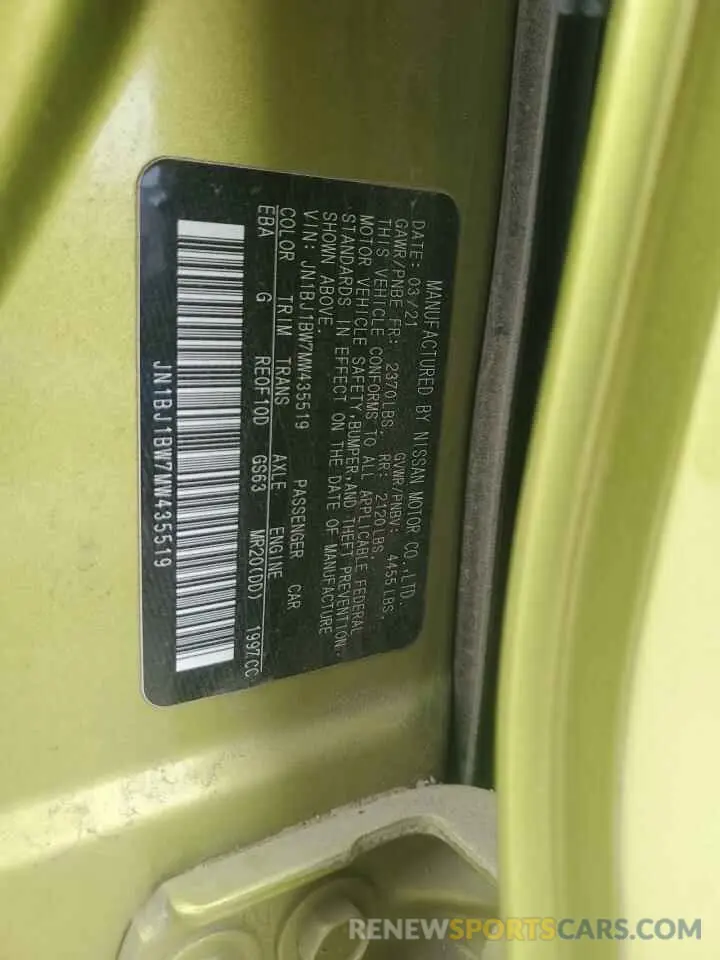 MANUFACTURED BY NISSAN MOTOR CO.,LTD.
DATE: 03/21 GVWR/PNBV: 4455LBS.
GAWR/PNBE FR: 2370LBS. RR: 2120LBS.
THIS VEHICLE CONFORMS TO ALL APPLICABLE FEDERAL
MOTOR VEHICLE SAFETY,BUMPER,AND THEFT PREVENTION
STANDARDS IN EFFECT ON THE DATE OF MANUFACTURE
SHOWN ABOVE.
VIN: JN1BJ1BW7MW435519 PASSENGER CAR
COLOR TRIM TRANS AXLE ENGINE
EBA G RE0F10D GS63 MR20(DD) 1997CC
JN1BJ1BW7MW435519
RENEWSPORTSCARS.COM